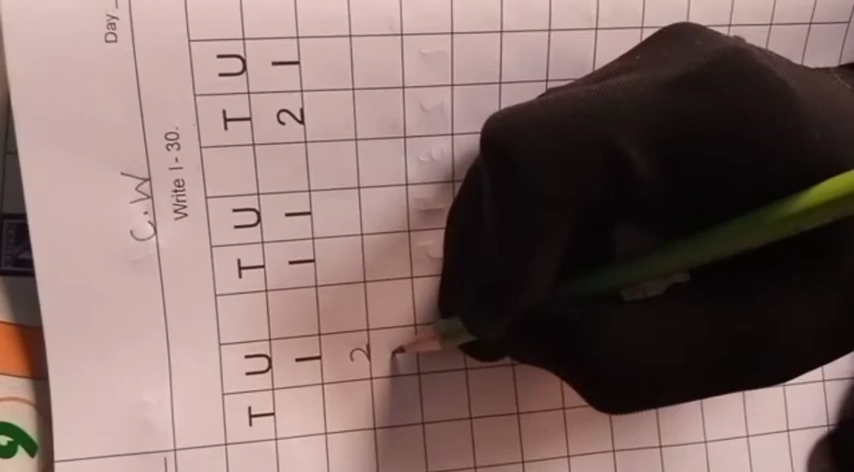 Day
C.W
Write 1- 30.
T U T U T U
1 1 1 2 1
2